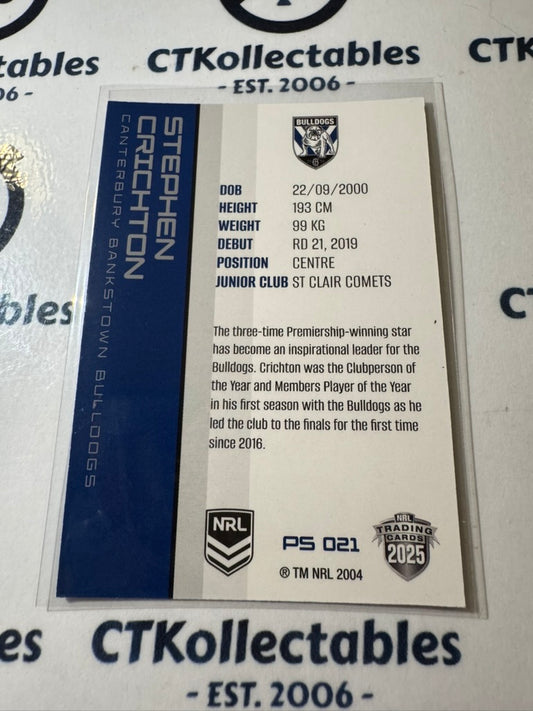 tables CTKollectables CTK
06 - - EST. 2006 -
BULLDOGS
STEPHEN
CRICHTON
CANTERBURY BANKSTOWN BULLDOGS
DOB 22/09/2000
HEIGHT 193 CM
WEIGHT 99 KG
DEBUT RD 21, 2019
POSITION CENTRE
JUNIOR CLUB ST CLAIR COMETS
bles CT
The three-time Premiership-winning star
has become an inspirational leader for the
Bulldogs. Crichton was the Clubperson of
the Year and Members Player of the Year
in his first season with the Bulldogs as he
led the club to the finals for the first time
since 2016.
NRL
PS 021
NRL
TRADING
CARDS
2025
® TM NRL 2004
es CTKollectables
- EST. 2006 -